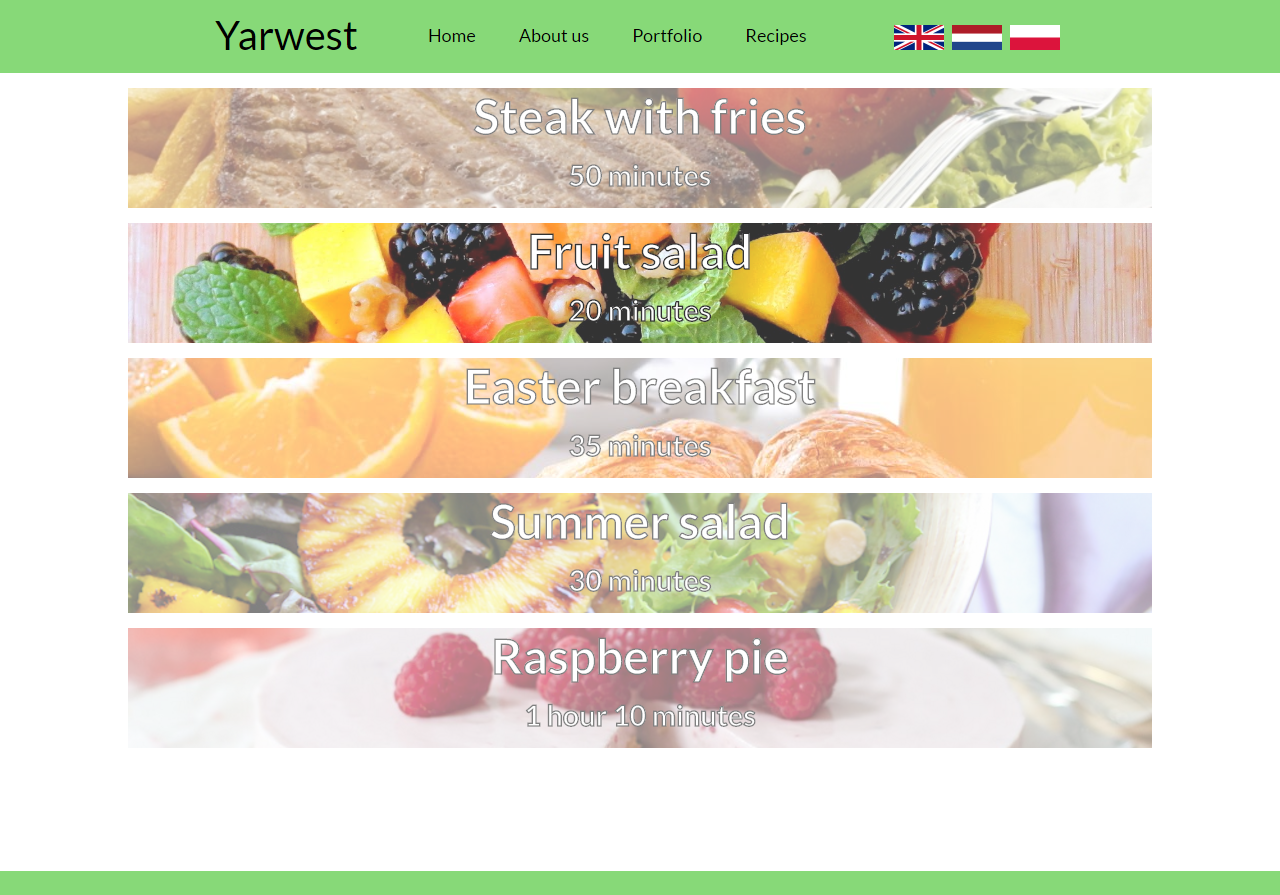 Yarwest
Home About us Portfolio Recipes
Steak with fries
50 minutes
Fruit salad
20 minutes
Easter breakfast
35 minutes
Summer salad
30 minutes
Raspberry pie
1 hour 10 minutes